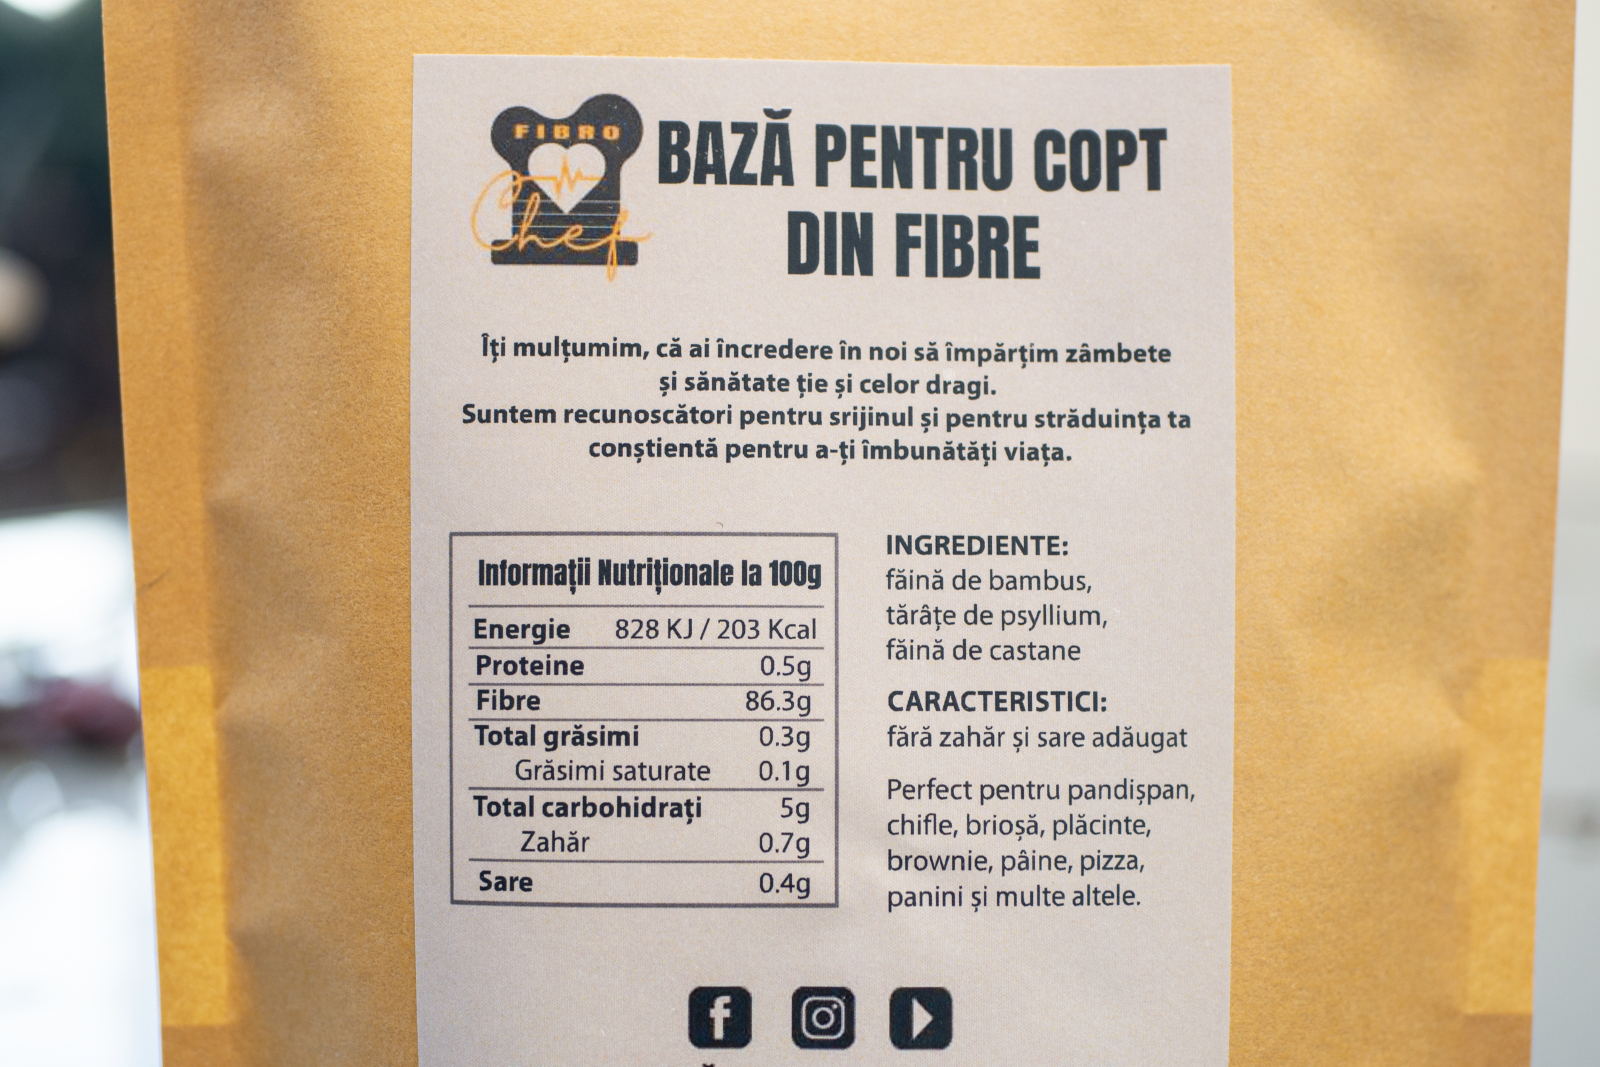 FIBRO
Chef
BAZĂ PENTRU COPT
DIN FIBRE
Îți mulțumim, că ai încredere în noi să împărțim zâmbete
și sănătate ție și celor dragi.
Suntem recunoscători pentru srijinul și pentru străduința ta
conștientă pentru a-ți îmbunătăți viața.
Informații Nutriționale la 100g
Energie 828 KJ / 203 Kcal
Proteine 0.5g
Fibre 86.3g
Total grăsimi 0.3g
Grăsimi saturate 0.1g
Total carbohidrați 5g
Zahăr 0.7g
Sare 0.4g
INGREDIENTE:
făină de bambus,
tărâțe de psyllium,
făină de castane
CARACTERISTICI:
fără zahăr și sare adăugat
Perfect pentru pandișpan,
chifle, brioșă, plăcinte,
brownie, pâine, pizza,
panini și multe altele.